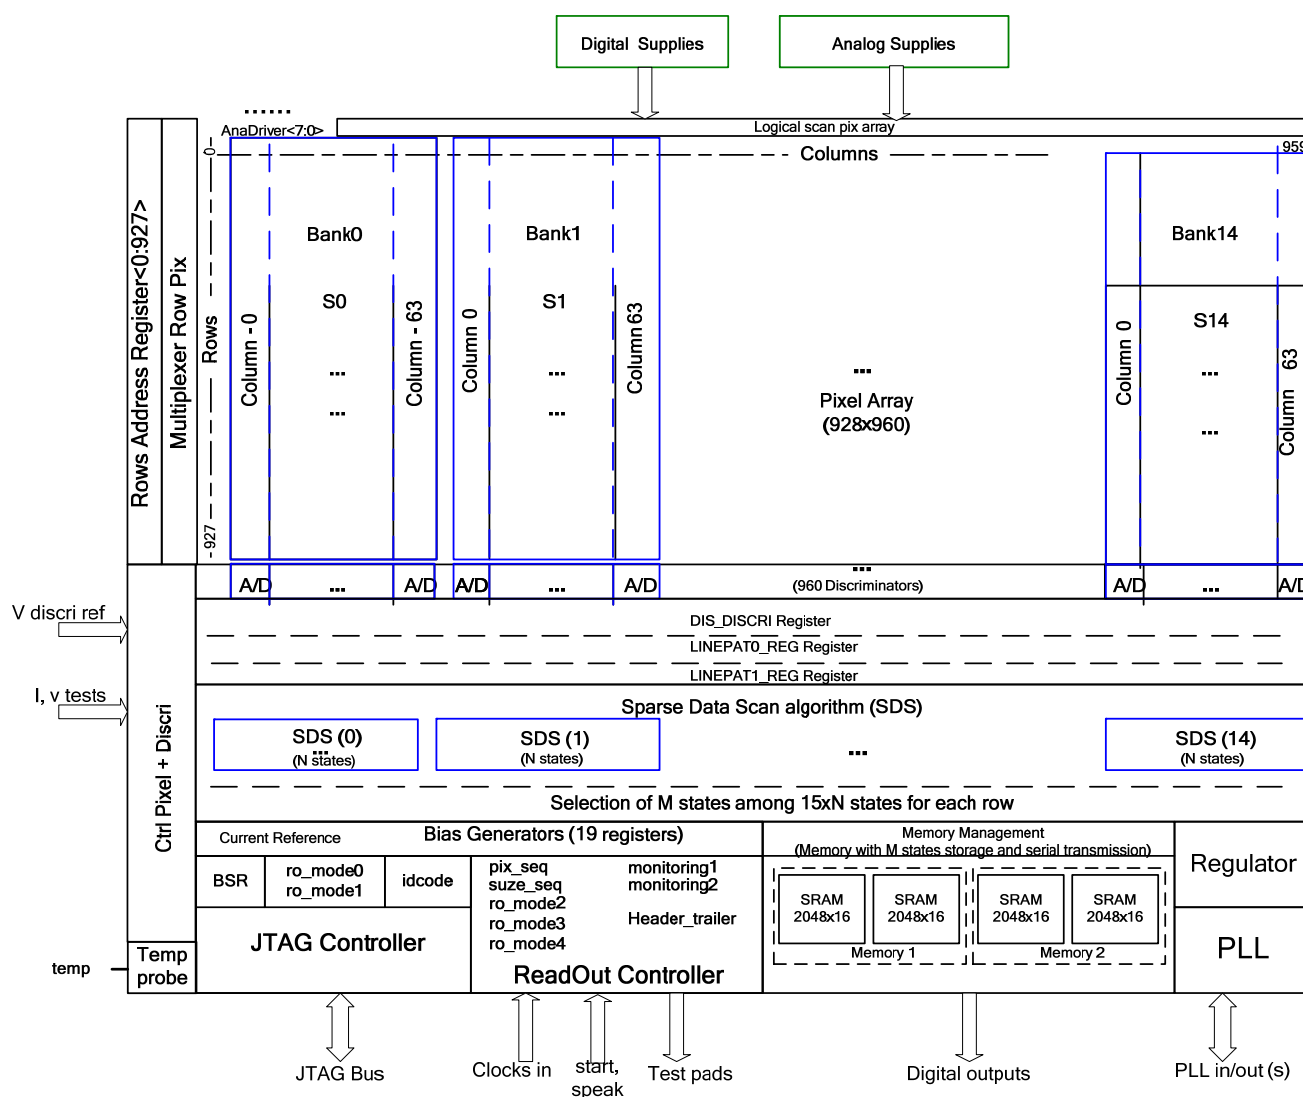 Digital Supplies
Analog Supplies
......
AnaDriver<7:0>
Logical scan pix array
Columns
0
959
Rows Address Register<0:927>
Multiplexer Row Pix
Rows
927
Bank0
S0
...
...
Column - 0
Column - 63
Bank1
S1
...
...
Column 0
Column 63
...
Pixel Array
(928x960)
Bank14
S14
...
...
Column 0
Column 63
A/D
...
A/D
A/D
...
A/D
...
(960 Discriminators)
A/D
...
A/D
V discri ref
DIS_DISCRI Register
LINEPAT0_REG Register
LINEPAT1_REG Register
I, v tests
Ctrl Pixel + Discri
Sparse Data Scan algorithm (SDS)
SDS (0)
...
(N states)
SDS (1)
(N states)
...
SDS (14)
(N states)
Selection of M states among 15xN states for each row
Current Reference
Bias Generators (19 registers)
BSR
ro_mode0
ro_mode1
idcode
JTAG Controller
pix_seq
suze_seq
ro_mode2
ro_mode3
ro_mode4
monitoring1
monitoring2
Header_trailer
ReadOut Controller
Memory Management
(Memory with M states storage and serial transmission)
SRAM
2048x16
SRAM
2048x16
SRAM
2048x16
SRAM
2048x16
Memory 1
Memory 2
Regulator
PLL
temp
Temp
probe
JTAG Bus
Clocks in
start,
speak
Test pads
Digital outputs
PLL in/out (s)